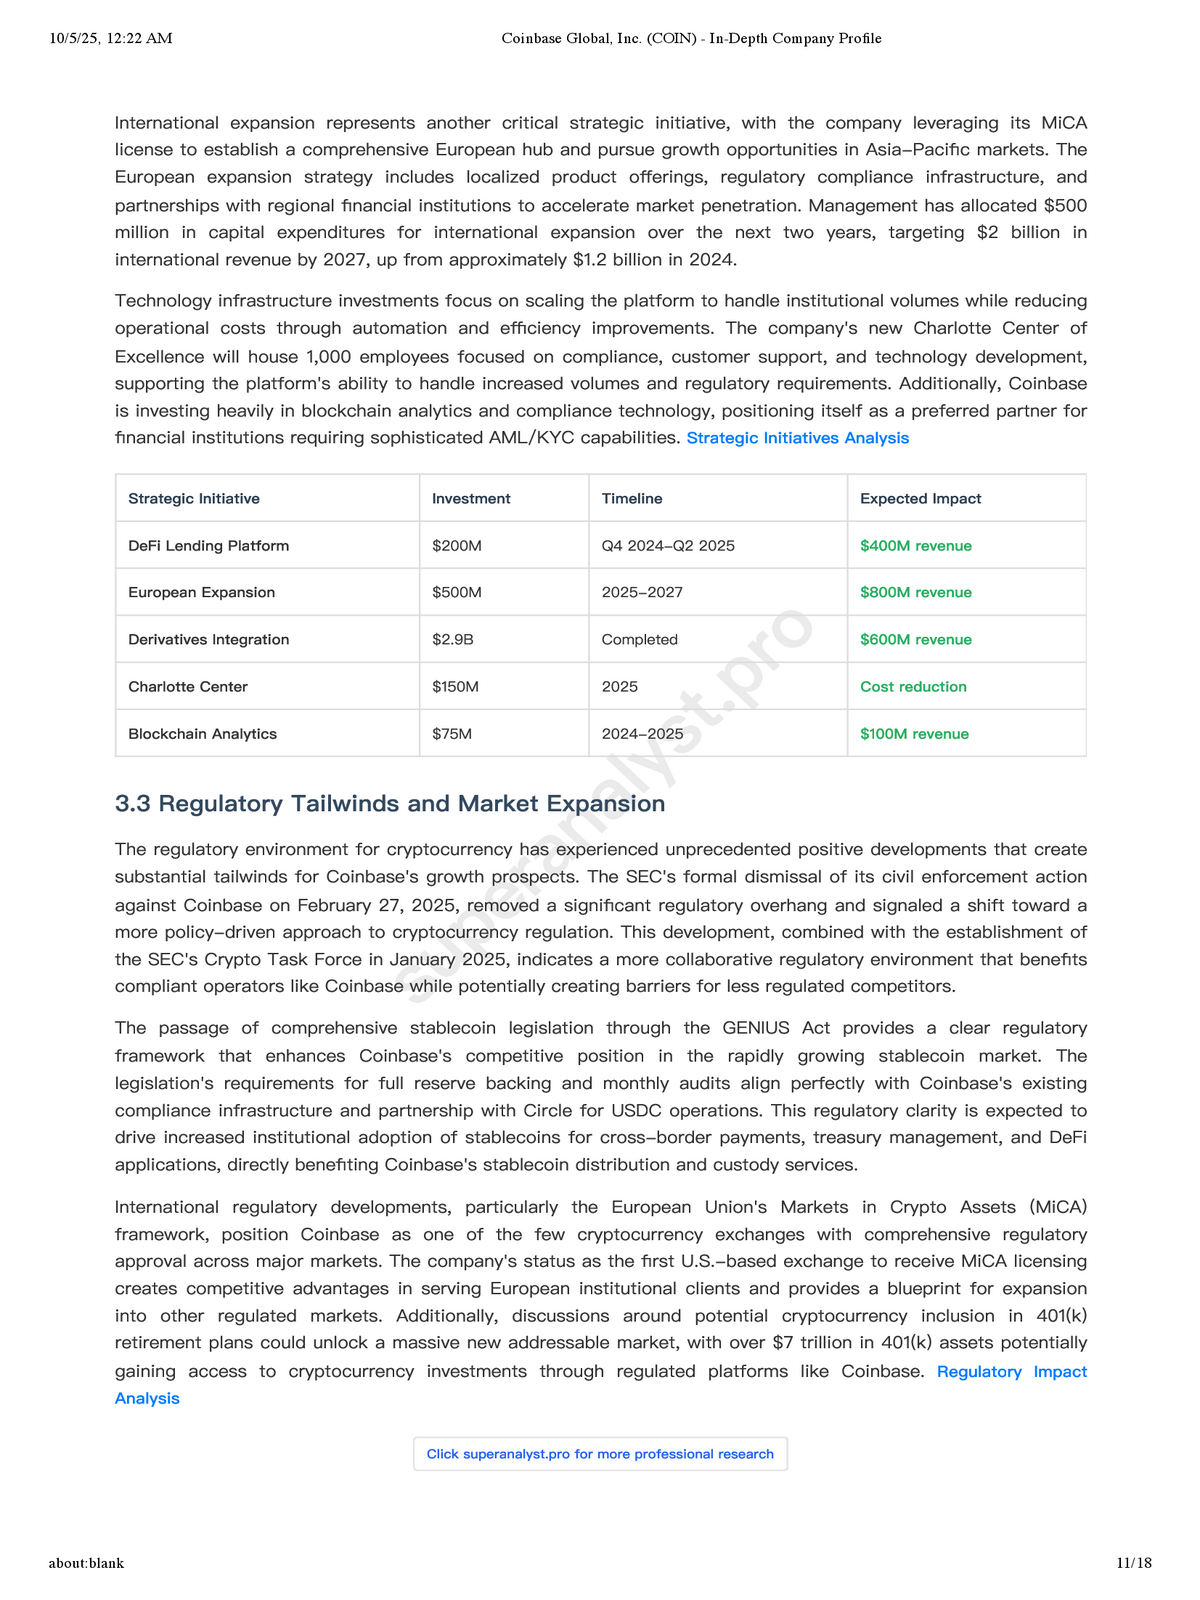 10/5/25, 12:22 AM Coinbase Global, Inc. (COIN) - In-Depth Company Profile
International expansion represents another critical strategic initiative, with the company leveraging its MiCA
license to establish a comprehensive European hub and pursue growth opportunities in Asia-Pacific markets. The
European expansion strategy includes localized product offerings, regulatory compliance infrastructure, and
partnerships with regional financial institutions to accelerate market penetration. Management has allocated $500
million in capital expenditures for international expansion over the next two years, targeting $2 billion in
international revenue by 2027, up from approximately $1.2 billion in 2024.
Technology infrastructure investments focus on scaling the platform to handle institutional volumes while reducing
operational costs through automation and efficiency improvements. The company's new Charlotte Center of
Excellence will house 1,000 employees focused on compliance, customer support, and technology development,
supporting the platform's ability to handle increased volumes and regulatory requirements. Additionally, Coinbase
is investing heavily in blockchain analytics and compliance technology, positioning itself as a preferred partner for
financial institutions requiring sophisticated AML/KYC capabilities. Strategic Initiatives Analysis
Strategic Initiative Investment Timeline Expected Impact
DeFi Lending Platform $200M Q4 2024-Q2 2025 $400M revenue
European Expansion $500M 2025-2027 $800M revenue
Derivatives Integration $2.9B Completed $600M revenue
Charlotte Center $150M 2025 Cost reduction
Blockchain Analytics $75M 2024-2025 $100M revenue
3.3 Regulatory Tailwinds and Market Expansion
The regulatory environment for cryptocurrency has experienced unprecedented positive developments that create
substantial tailwinds for Coinbase's growth prospects. The SEC's formal dismissal of its civil enforcement action
against Coinbase on February 27, 2025, removed a significant regulatory overhang and signaled a shift toward a
more policy-driven approach to cryptocurrency regulation. This development, combined with the establishment of
the SEC's Crypto Task Force in January 2025, indicates a more collaborative regulatory environment that benefits
compliant operators like Coinbase while potentially creating barriers for less regulated competitors.
The passage of comprehensive stablecoin legislation through the GENIUS Act provides a clear regulatory
framework that enhances Coinbase's competitive position in the rapidly growing stablecoin market. The
legislation's requirements for full reserve backing and monthly audits align perfectly with Coinbase's existing
compliance infrastructure and partnership with Circle for USDC operations. This regulatory clarity is expected to
drive increased institutional adoption of stablecoins for cross-border payments, treasury management, and DeFi
applications, directly benefiting Coinbase's stablecoin distribution and custody services.
International regulatory developments, particularly the European Union's Markets in Crypto Assets (MiCA)
framework, position Coinbase as one of the few cryptocurrency exchanges with comprehensive regulatory
approval across major markets. The company's status as the first U.S.-based exchange to receive MiCA licensing
creates competitive advantages in serving European institutional clients and provides a blueprint for expansion
into other regulated markets. Additionally, discussions around potential cryptocurrency inclusion in 401(k)
retirement plans could unlock a massive new addressable market, with over $7 trillion in 401(k) assets potentially
gaining access to cryptocurrency investments through regulated platforms like Coinbase. Regulatory Impact
Analysis
superanalyst.pro
Click superanalyst.pro for more professional research
about:blank 11/18